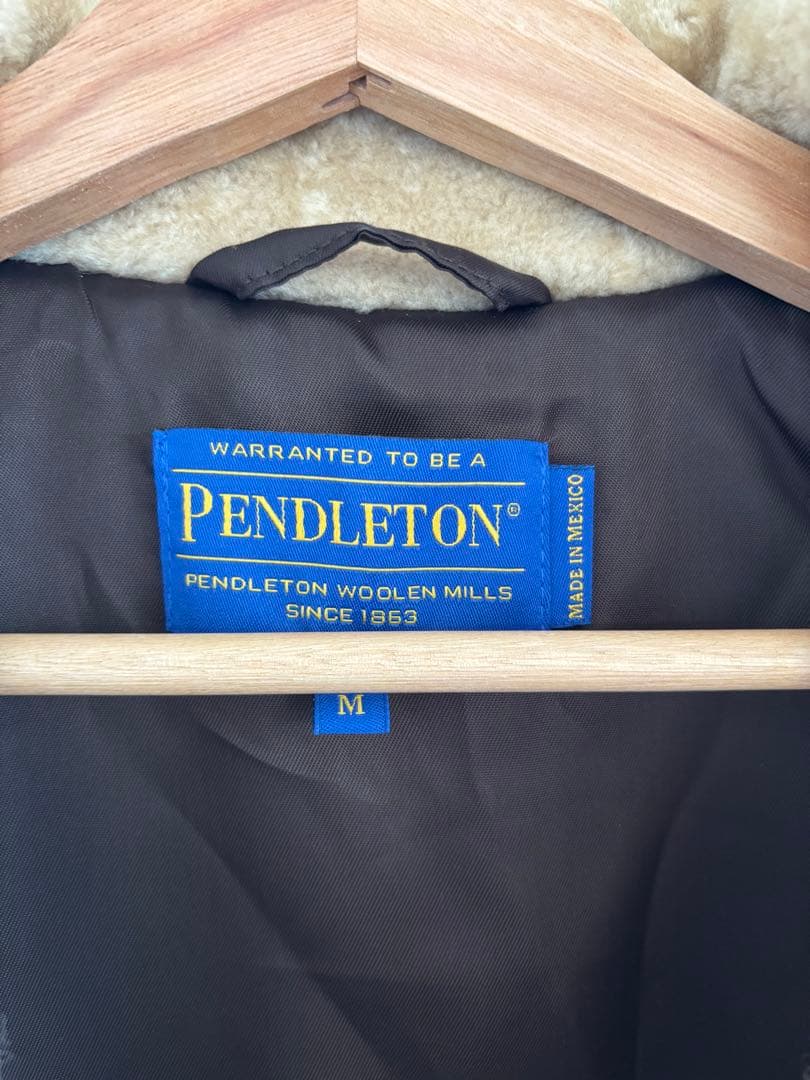 WARRANTED TO BE A
PENDLETON®
PENDLETON WOOLEN MILLS
SINCE 1863
MADE IN MEXICO
M